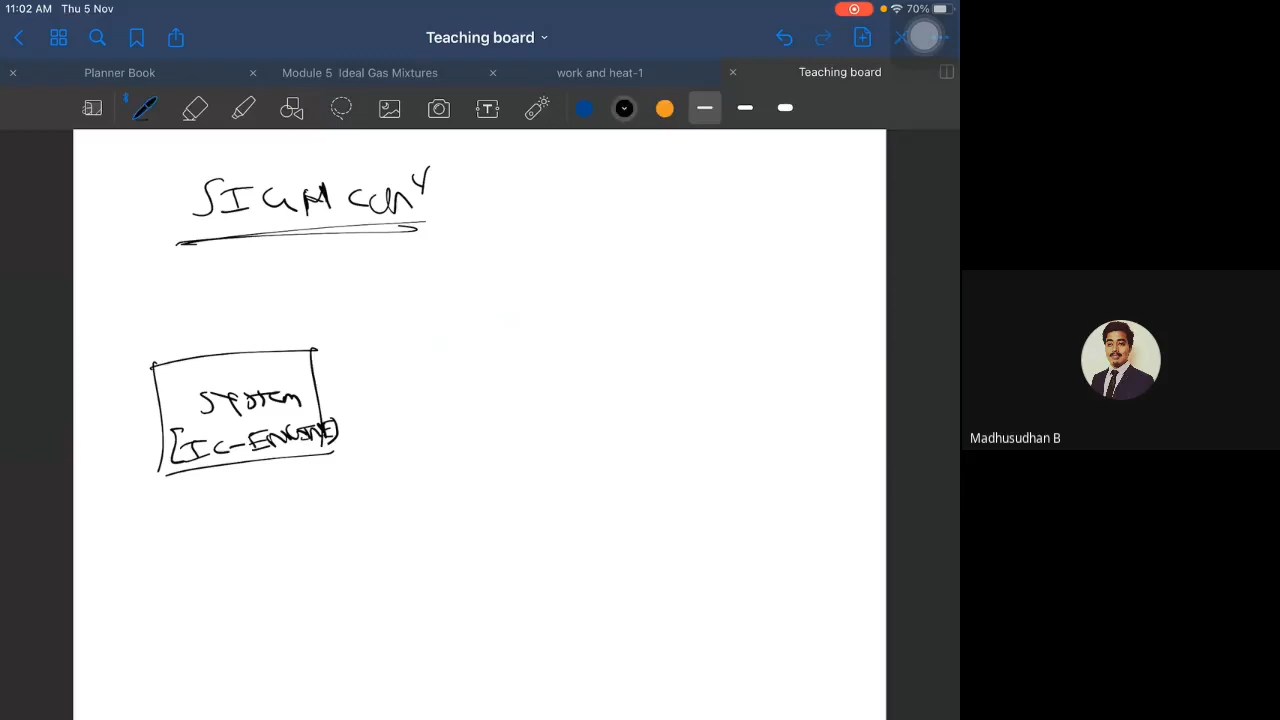 11:02 AM Thu 5 Nov
70%
Teaching board
Planner Book
Module 5 Ideal Gas Mixtures
work and heat-1
Teaching board
T
SIGN con
System
[IC-ENGINE]
Madhusudhan B